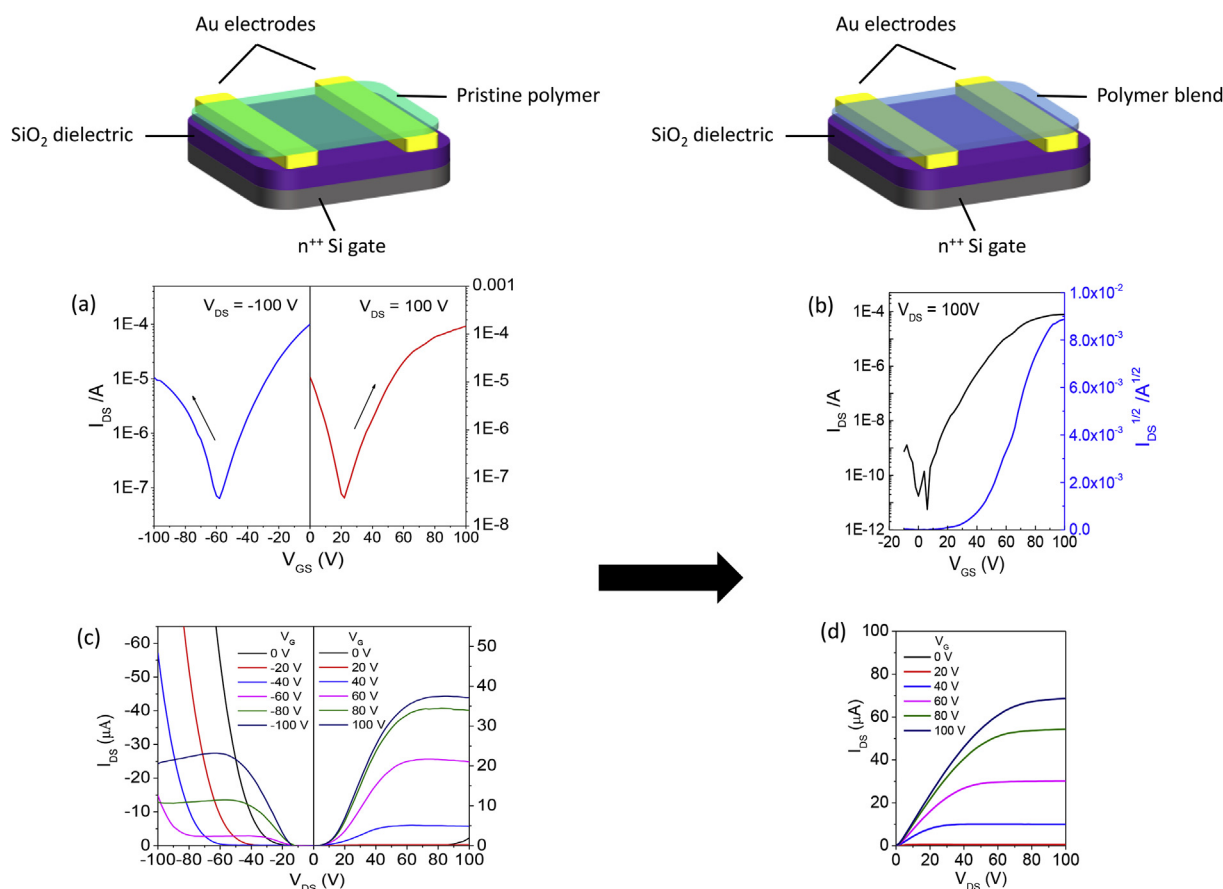 Au electrodes
Pristine polymer
SiO2 dielectric
n++ Si gate
Au electrodes
Polymer blend
SiO2 dielectric
n++ Si gate
(a)
VDS = -100 V
VDS = 100 V
1E-4
1E-5
1E-6
1E-7
IDS /A
0.001
1E-4
1E-5
1E-6
1E-7
1E-8
-100 -80 -60 -40 -20 0 20 40 60 80 100
VGS (V)
(b)
VDS = 100V
1E-4
1E-6
1E-8
1E-10
1E-12
IDS /A
1.0x10-2
8.0x10-3
6.0x10-3
4.0x10-3
2.0x10-3
0.0
IDS1/2 /A1/2
-20 0 20 40 60 80 100
VGS (V)
(c)
-60
-50
-40
-30
-20
-10
0
IDS (μA)
VG
0 V
-20 V
-40 V
-60 V
-80 V
-100 V
VG
0 V
20 V
40 V
60 V
80 V
100 V
50
40
30
20
10
0
-100 -80 -60 -40 -20 0 20 40 60 80 100
VDS (V)
(d)
100
80
60
40
20
0
IDS (μA)
VG
0 V
20 V
40 V
60 V
80 V
100 V
0 20 40 60 80 100
VDS (V)